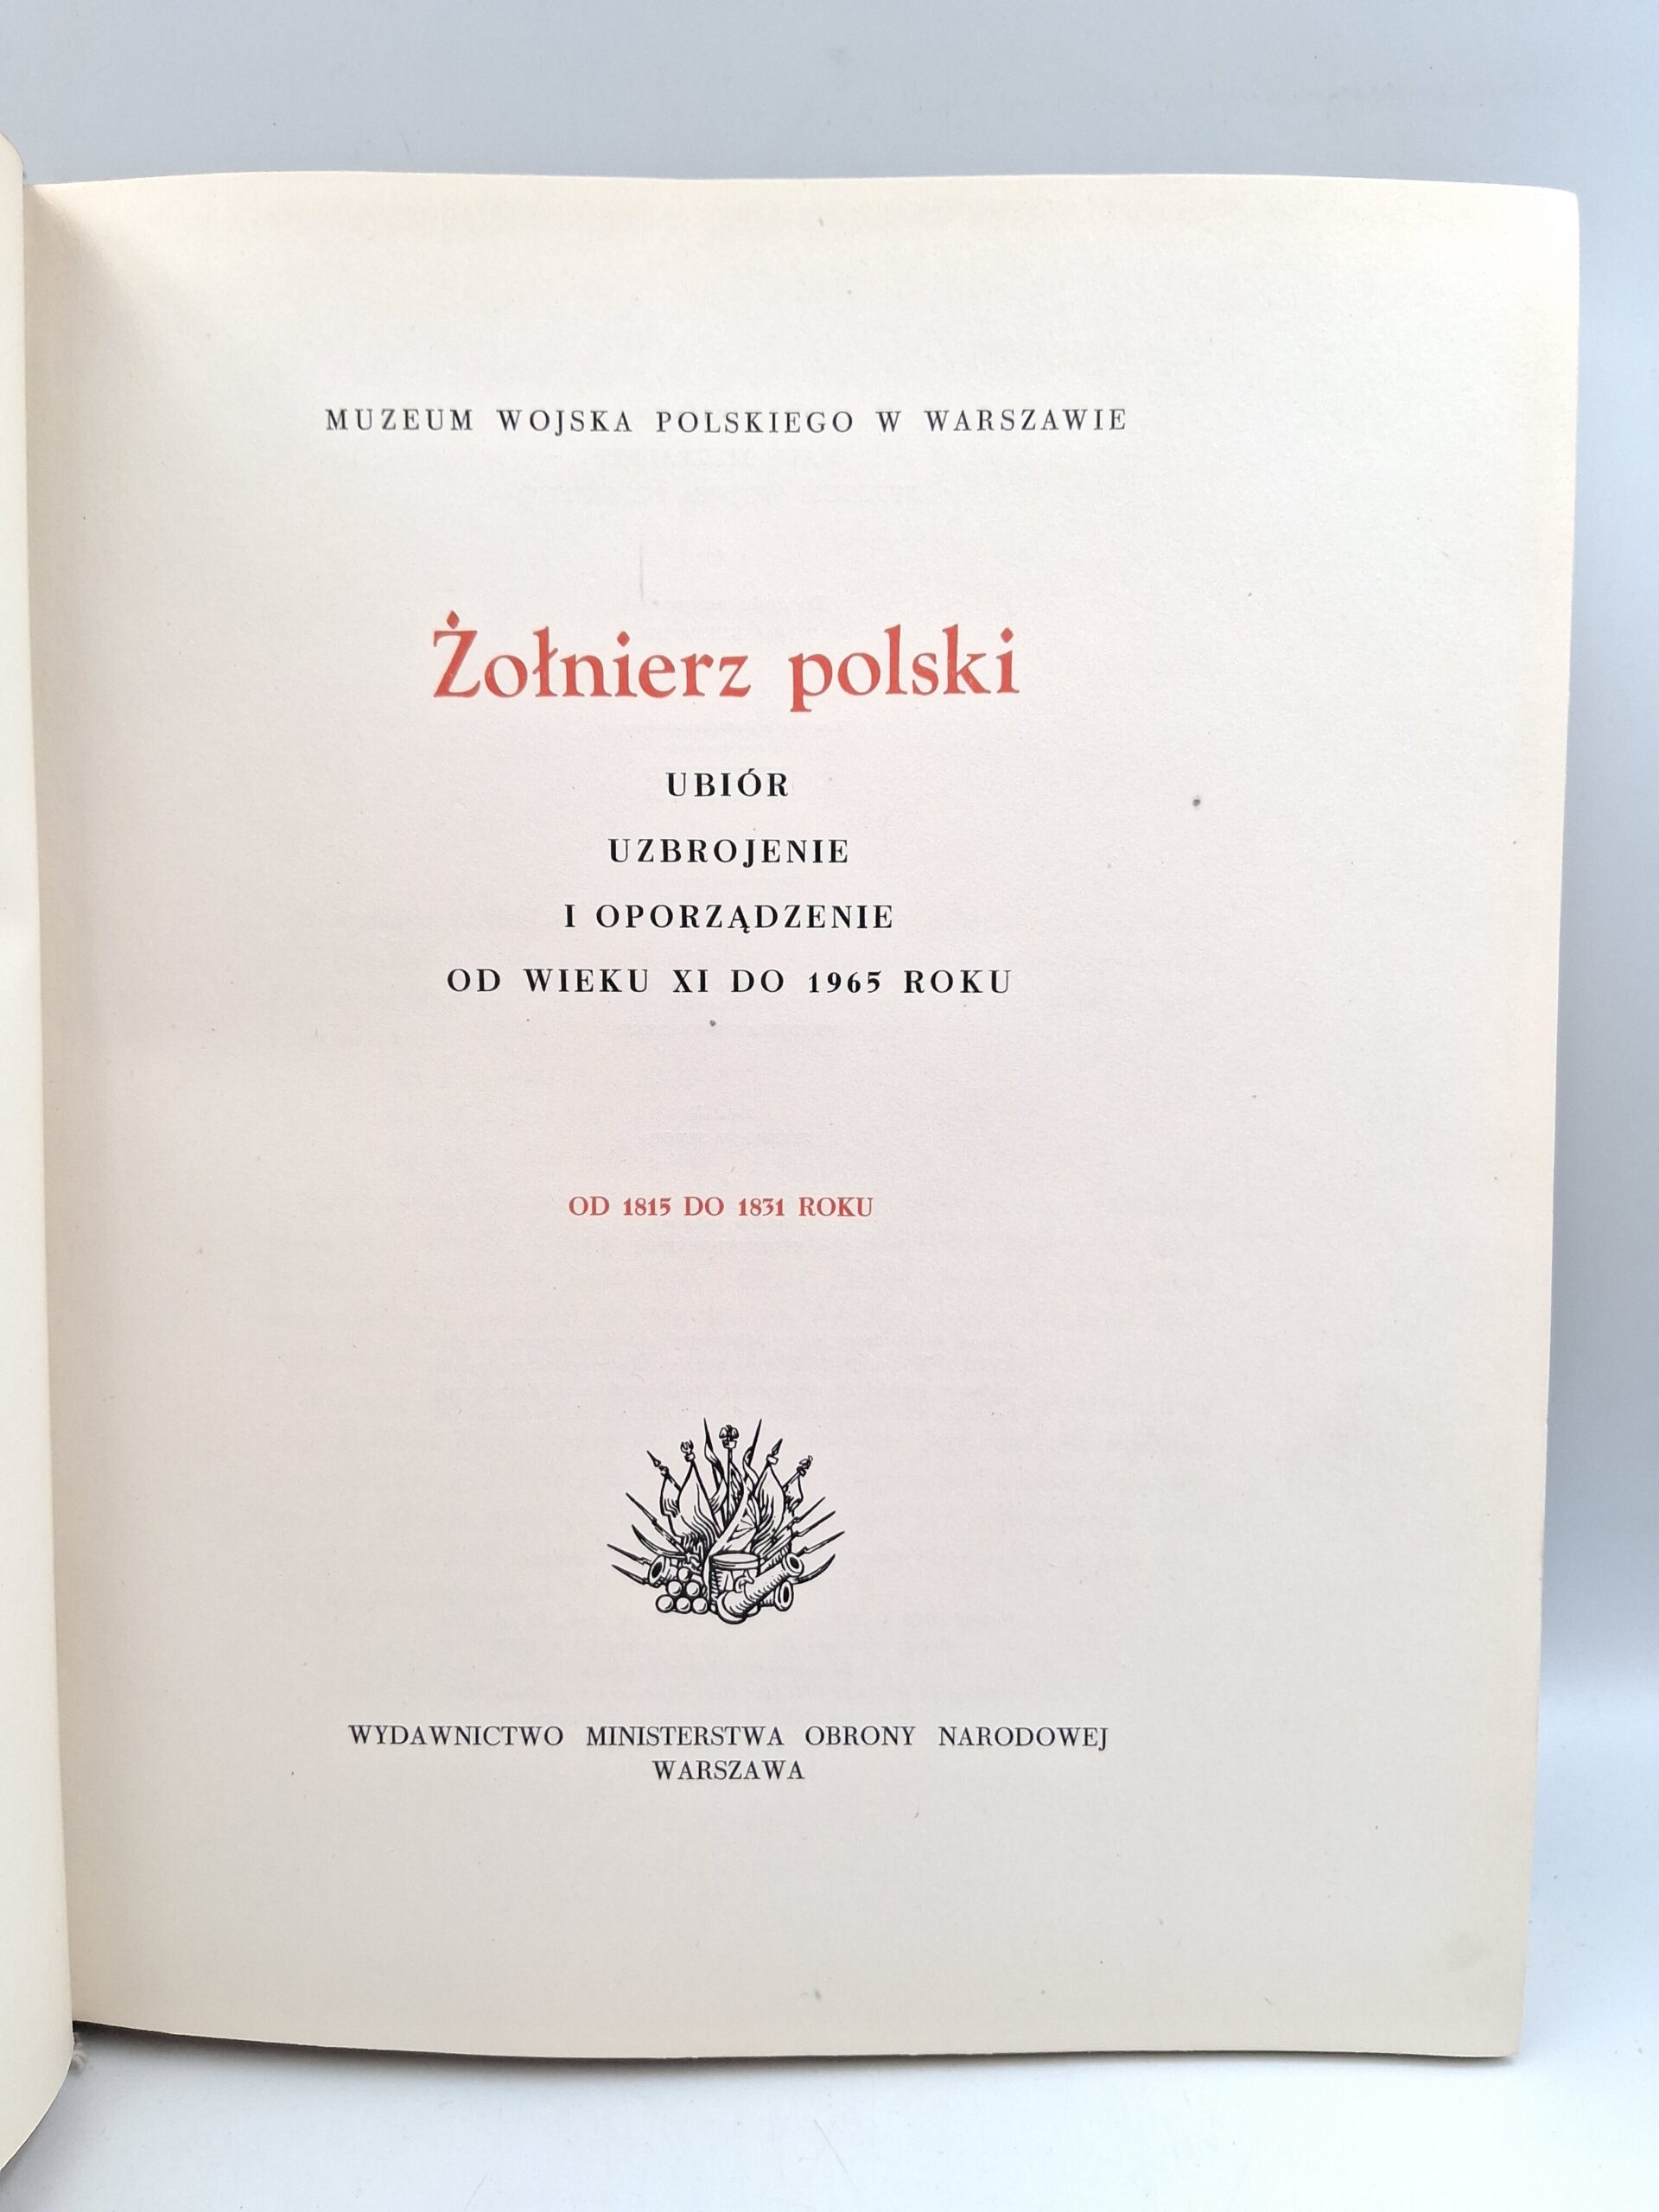 MUZEUM WOJSKA POLSKIEGO W WARSZAWIE
Żołnierz polski
UBIÓR
UZBROJENIE
I OPORZĄDZENIE
OD WIEKU XI DO 1965 ROKU
OD 1815 DO 1831 ROKU
WYDAWNICTWO MINISTERSTWA OBRONY NARODOWEJ
WARSZAWA